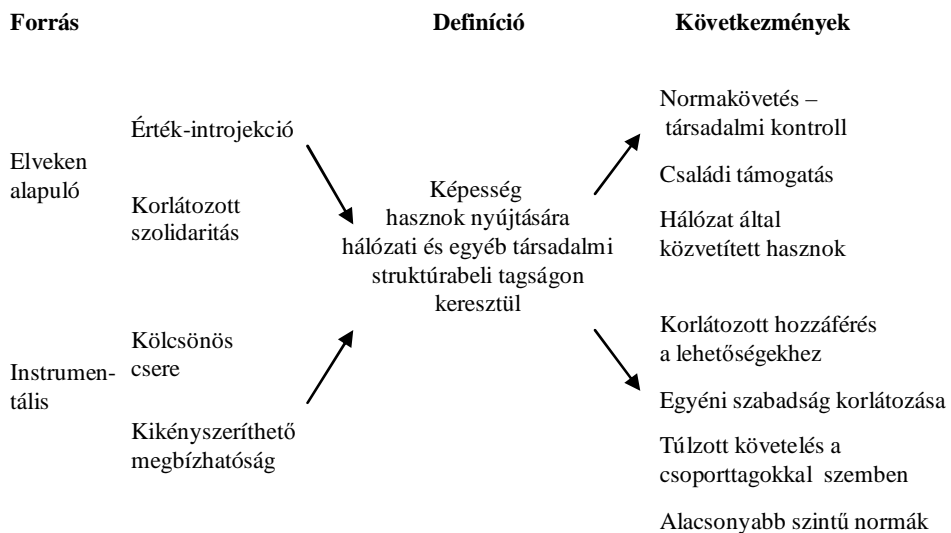 Forrás
Definíció
Következmények
Elveken
alapuló
Érték-introjekció
Korlátozott
szolidaritás
Instrumen-
tális
Kölcsönös
csere
Kikényszeríthető
megbízhatóság
Képesség
hasznok nyújtására
hálózati és egyéb társadalmi
struktúrabeli tagságon
keresztül
Normakövetés –
társadalmi kontroll
Családi támogatás
Hálózat által
közvetített hasznok
Korlátozott hozzáférés
a lehetőségekhez
Egyéni szabadság korlátozása
Túlzott követelés a
csoporttagokkal szemben
Alacsonyabb szintű normák